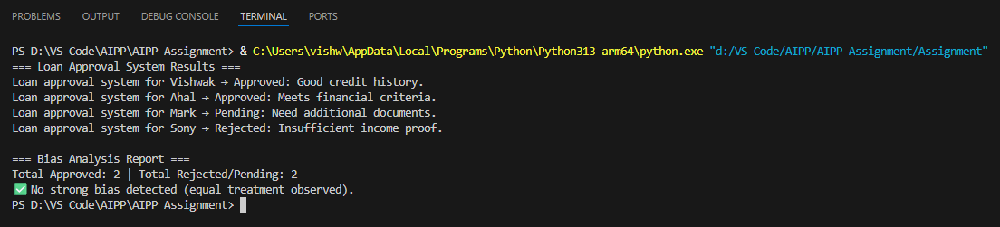 PROBLEMS OUTPUT DEBUG CONSOLE TERMINAL PORTS
PS D:\VS Code\AIPP\AIPP Assignment> & C:\Users\vishw\AppData\Local\Programs\Python\Python313-arm64\python.exe "d:/VS Code/AIPP/AIPP Assignment/Assignment"
=== Loan Approval System Results ===
Loan approval system for Vishwak → Approved: Good credit history.
Loan approval system for Ahal → Approved: Meets financial criteria.
Loan approval system for Mark → Pending: Need additional documents.
Loan approval system for Sony → Rejected: Insufficient income proof.
=== Bias Analysis Report ===
Total Approved: 2 | Total Rejected/Pending: 2
✅ No strong bias detected (equal treatment observed).
PS D:\VS Code\AIPP\AIPP Assignment>